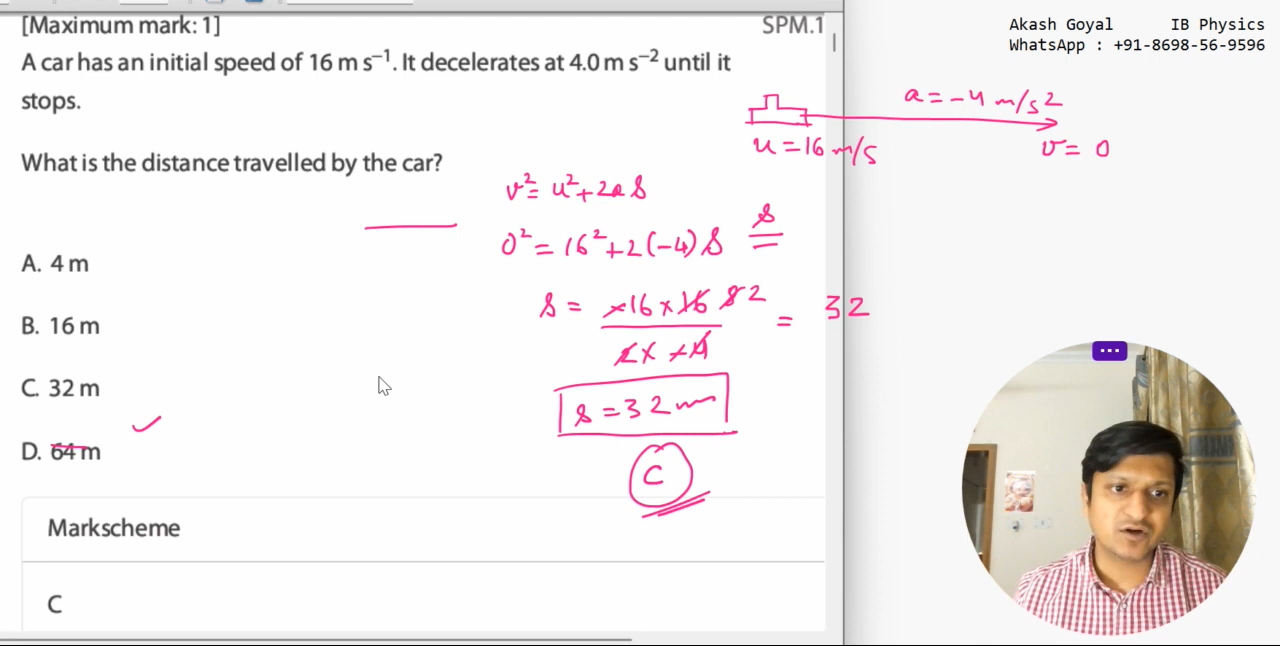 [Maximum mark: 1]
SPM.1
A car has an initial speed of 16 m s⁻¹. It decelerates at 4.0 m s⁻² until it
stops.
What is the distance travelled by the car?
A. 4 m
B. 16 m
C. 32 m
D. 64 m
Markscheme
C
Akash Goyal IB Physics
WhatsApp : +91-8698-56-9596
a = -4 m/s2
u = 16 m/s
v = 0
v² = u² + 2as
0² = 16² + 2(-4)s
s
s = -16 x 16 8 2 / 2 x -4 = 32
s = 32 m
C